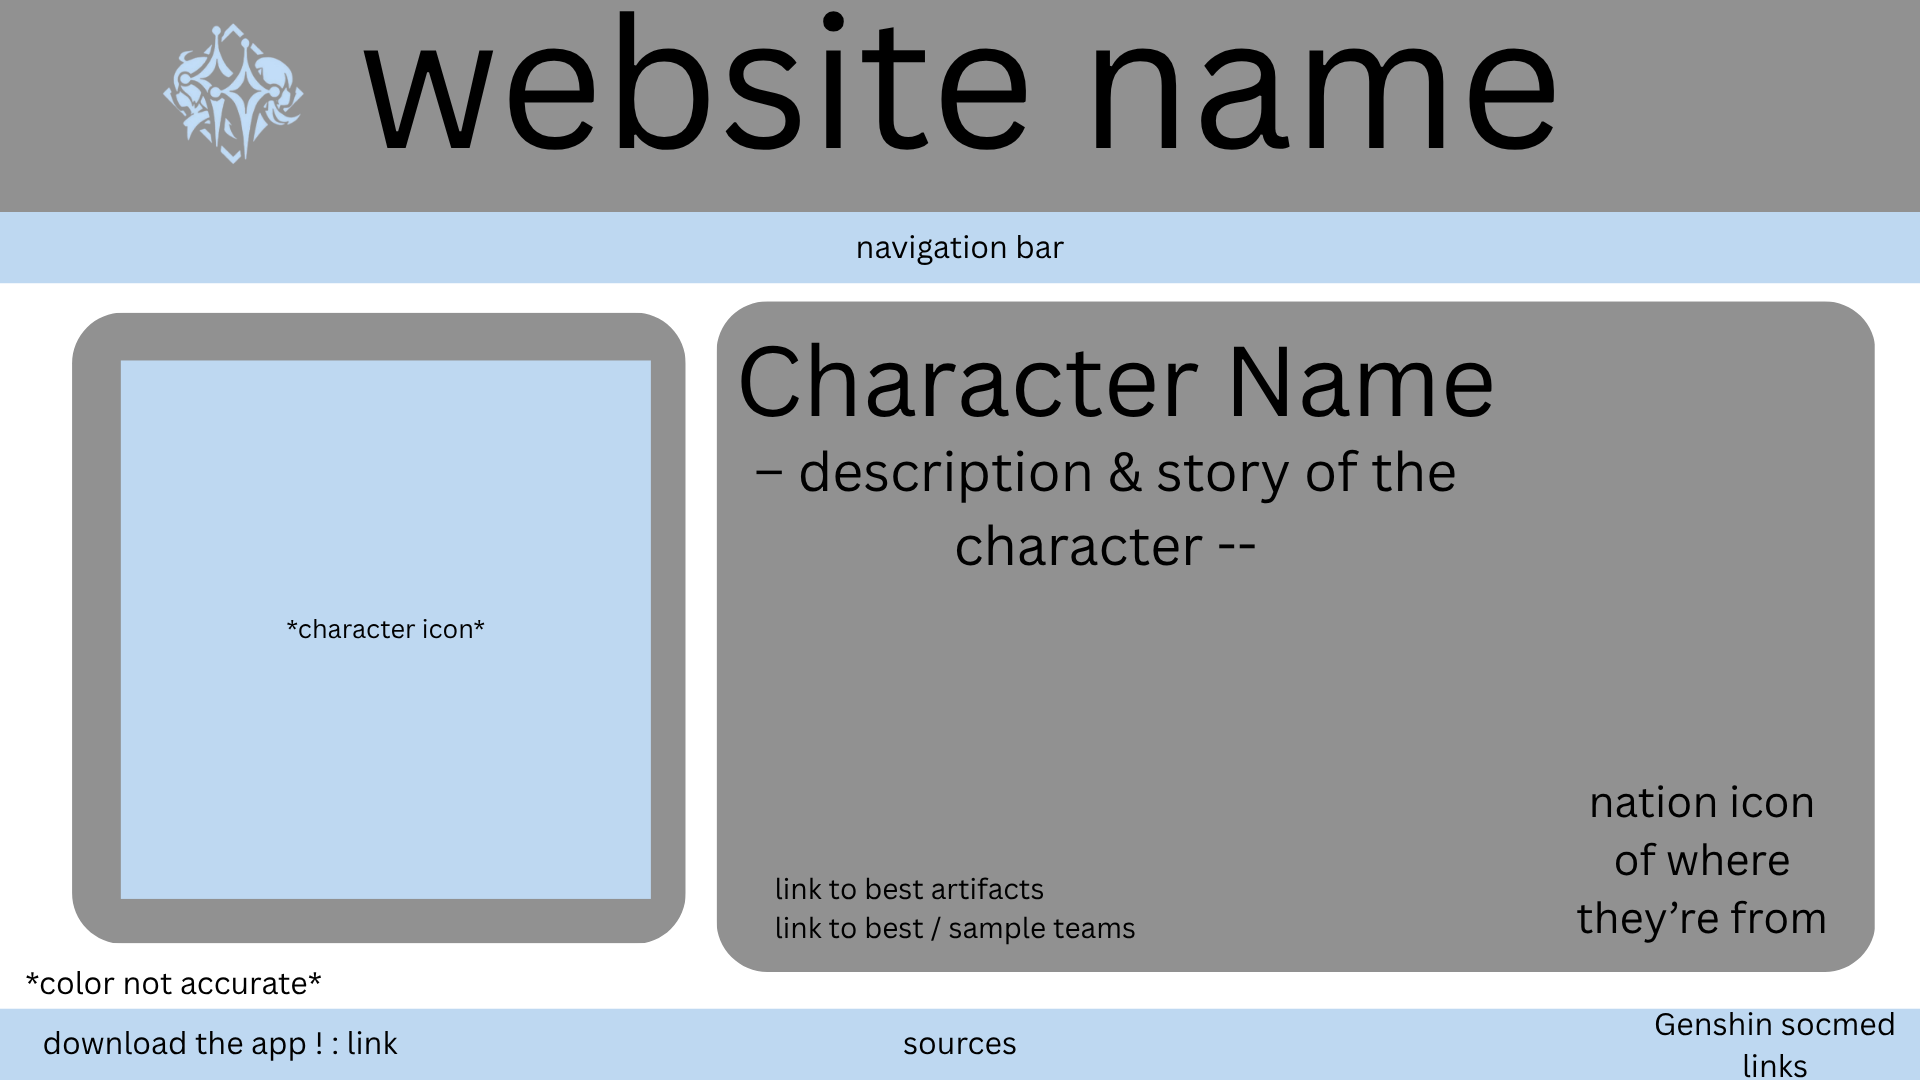 website name
navigation bar
*character icon*
Character Name
– description & story of the
character --
link to best artifacts
link to best / sample teams
nation icon
of where
they’re from
*color not accurate*
download the app ! : link
sources
Genshin socmed
links